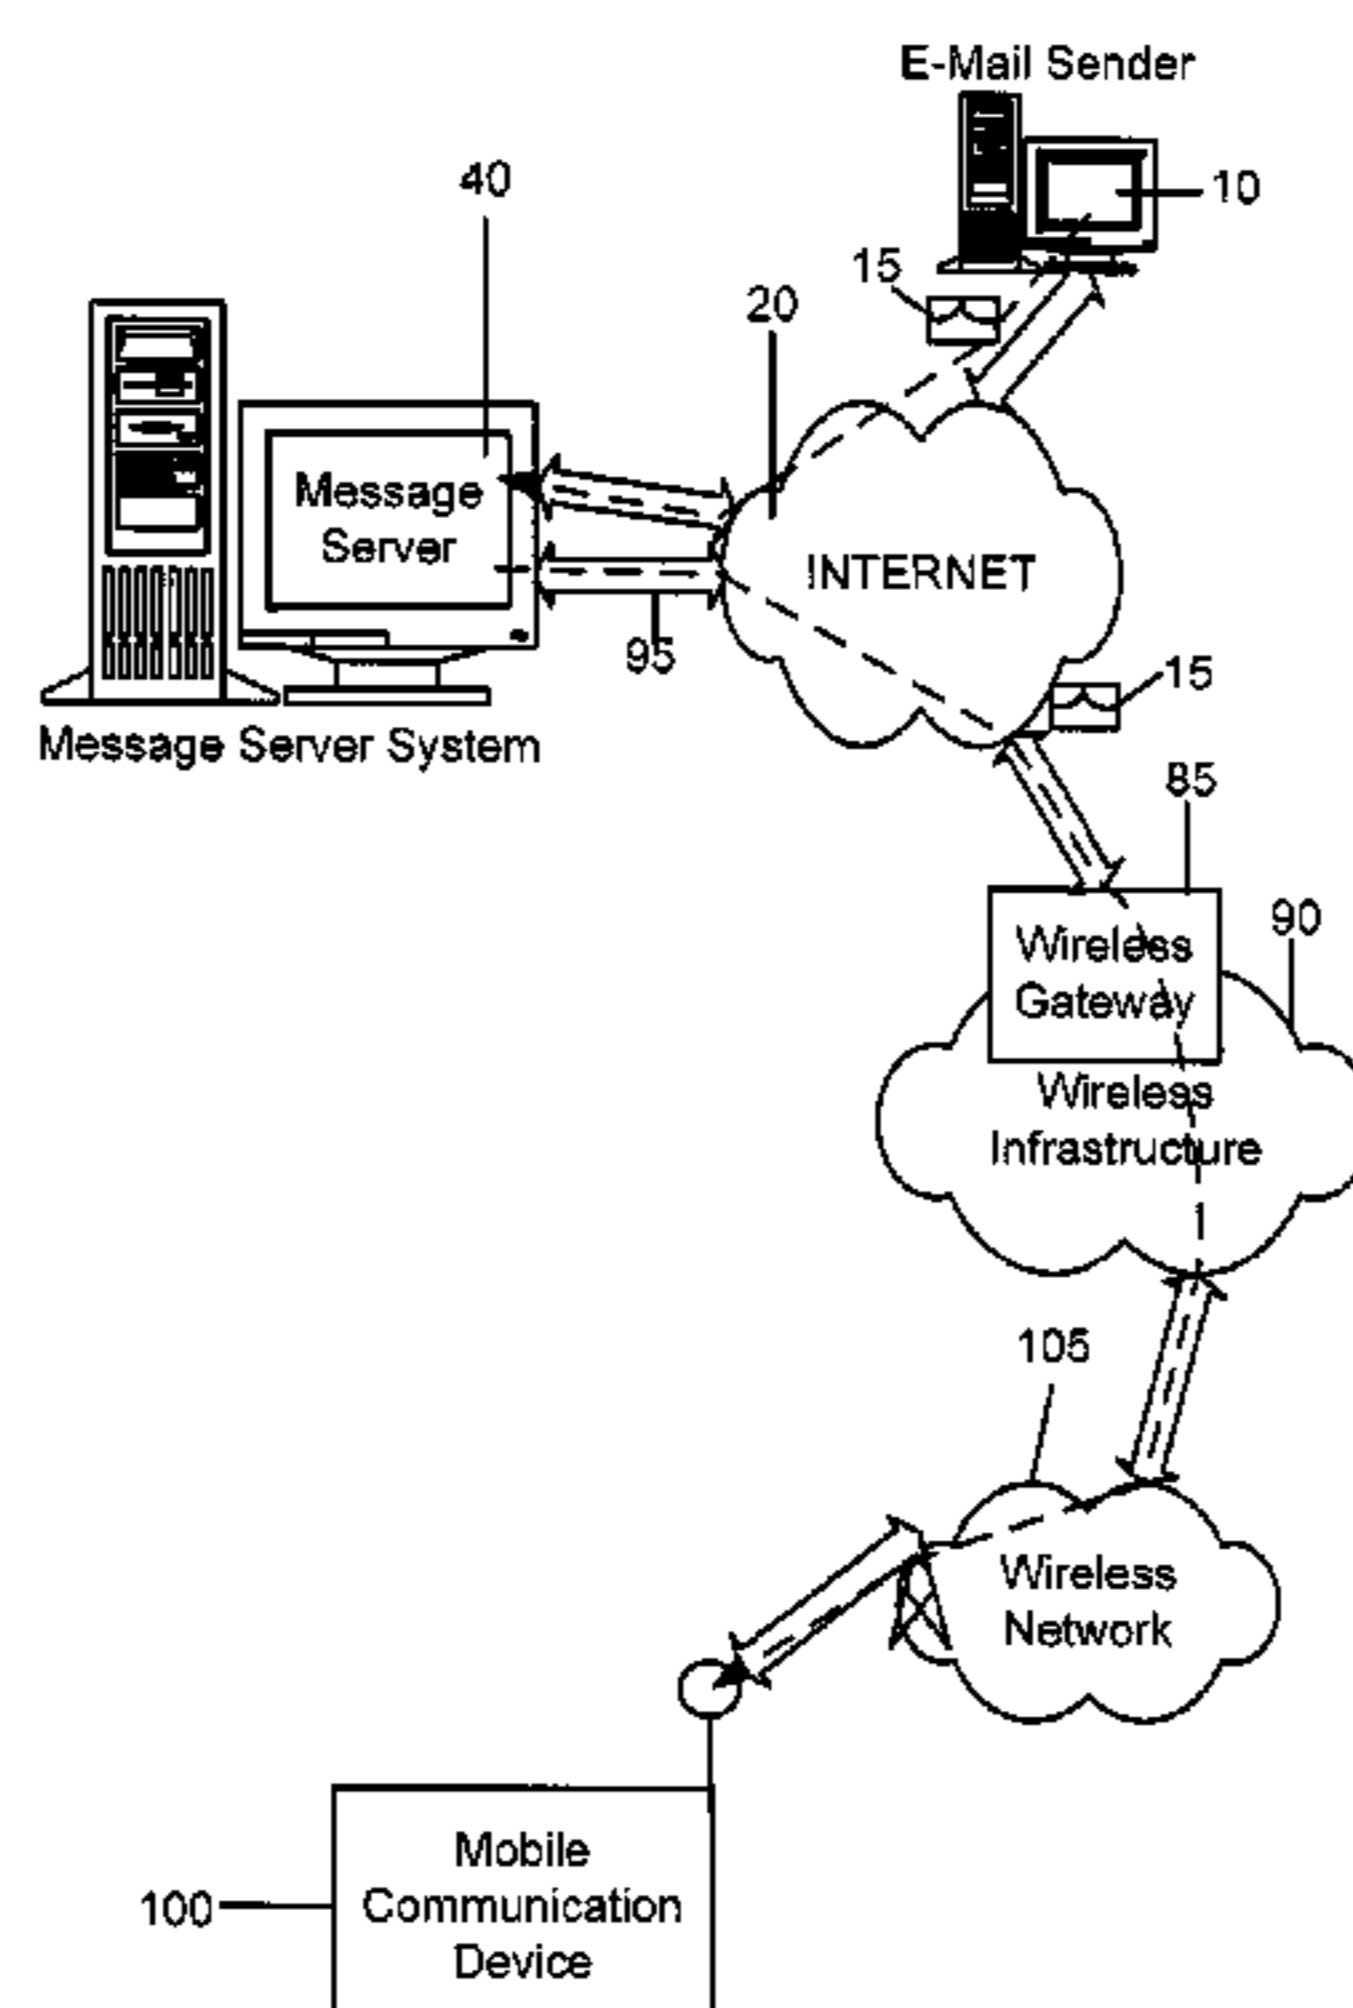 E-Mail Sender
40
10
15
20
Message
Server
INTERNET
95
15
Message Server System
85
90
Wireless
Gateway
Wireless
Infrastructure
105
Wireless
Network
Mobile
100
Communication
Device